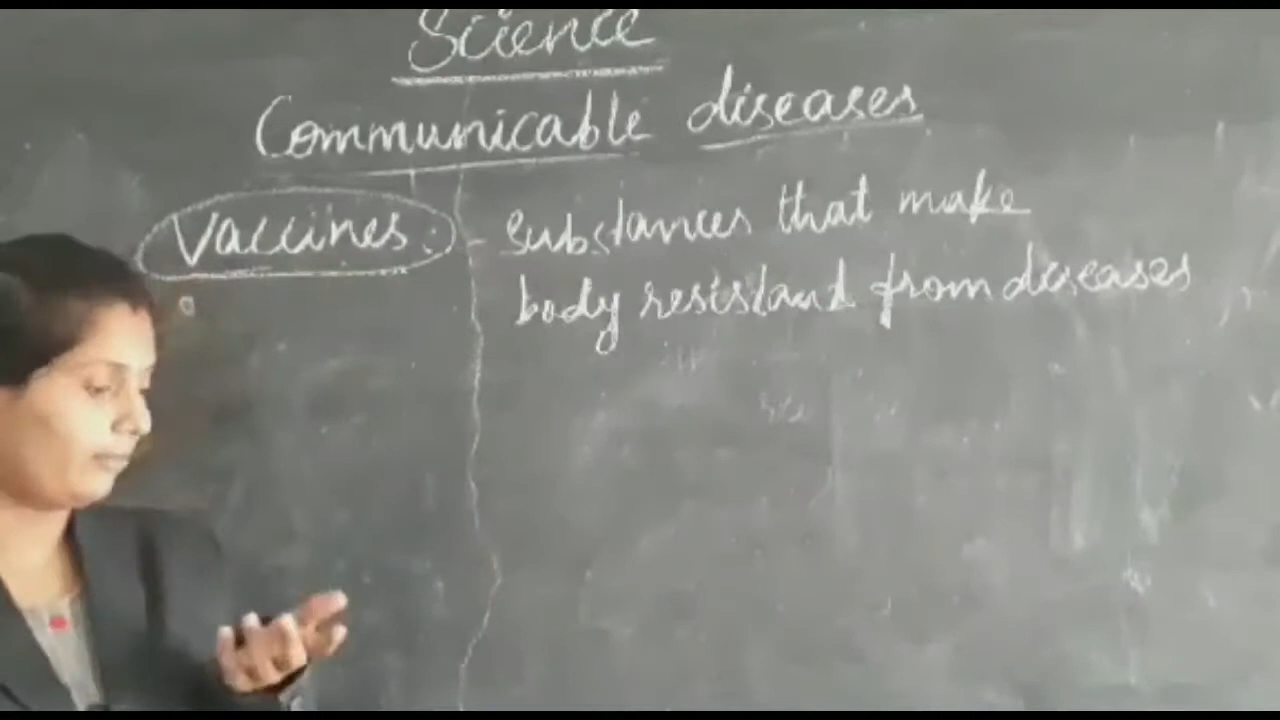 Science
Communicable diseases
Vaccines : - Substances that make
body resistant from diseases